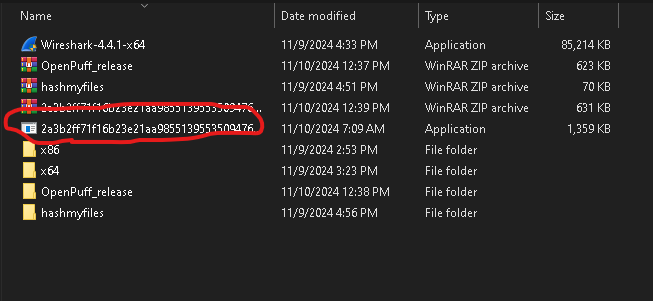 Name Date modified Type Size
Wireshark-4.4.1-x64 11/9/2024 4:33 PM Application 85,214 KB
OpenPuff_release 11/10/2024 12:37 PM WinRAR ZIP archive 623 KB
hashmyfiles 11/9/2024 4:51 PM WinRAR ZIP archive 70 KB
2a3b2ff71f16b23e21aa9855139553509476... 11/10/2024 12:39 PM WinRAR ZIP archive 631 KB
2a3b2ff71f16b23e21aa9855139553509476... 11/10/2024 7:09 AM Application 1,359 KB
x86 11/9/2024 2:53 PM File folder
x64 11/9/2024 3:23 PM File folder
OpenPuff_release 11/10/2024 12:38 PM File folder
hashmyfiles 11/9/2024 4:56 PM File folder